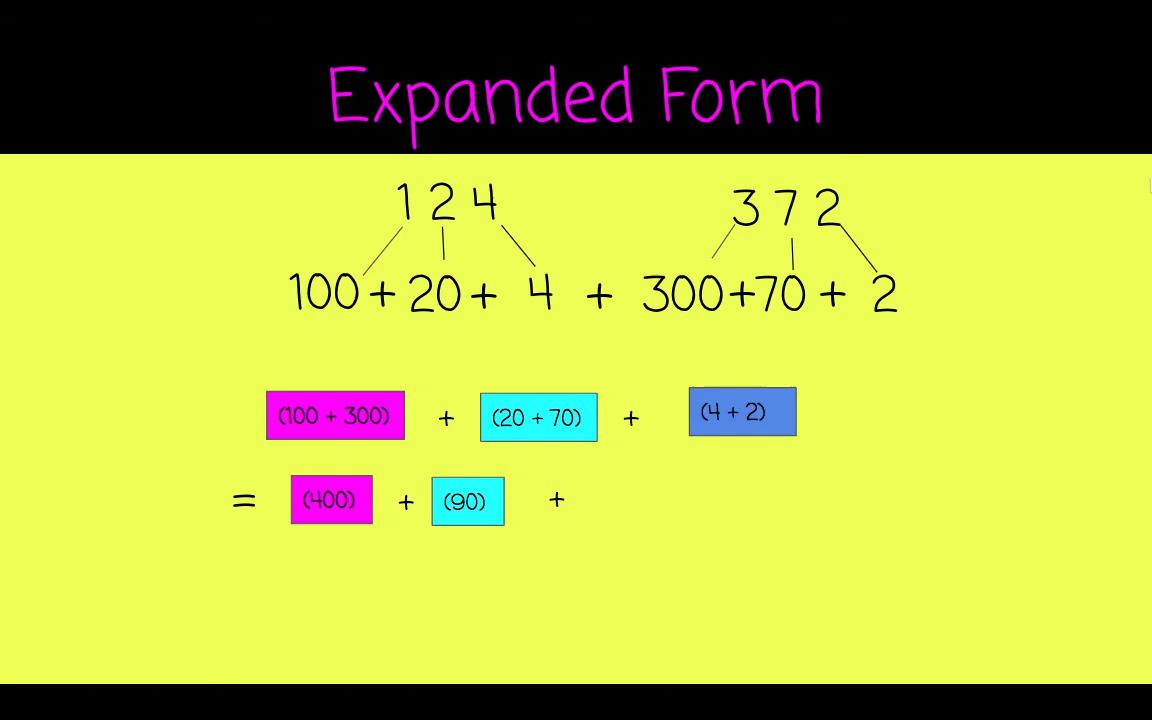 Expanded Form
1 2 4 3 7 2
100 + 20 + 4 + 300 + 70 + 2
(100 + 300) + (20 + 70) + (4 + 2)
= (400) + (90) +